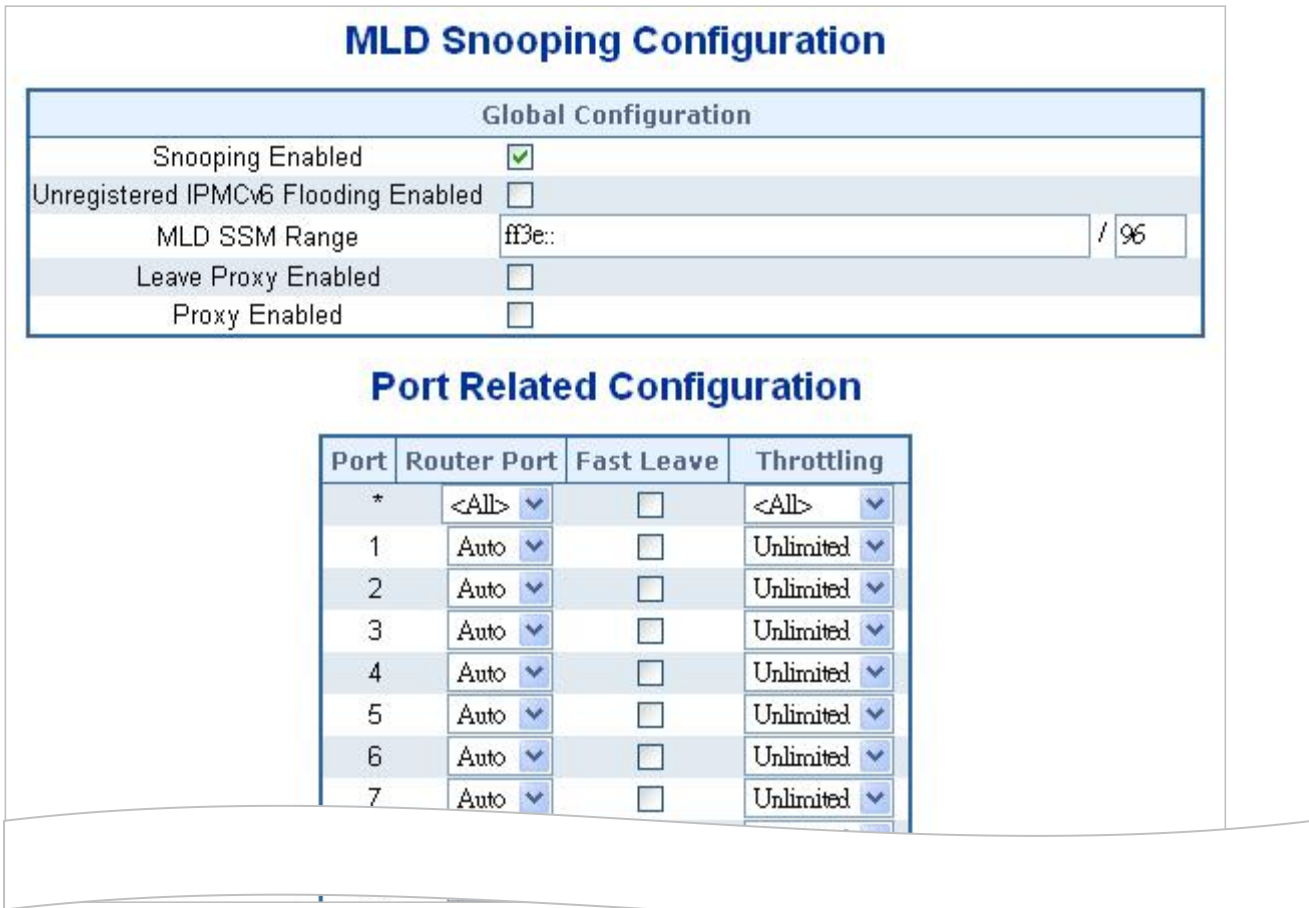 MLD Snooping Configuration
Global Configuration
Snooping Enabled
Unregistered IPMCv6 Flooding Enabled
MLD SSM Range ff3e:: / 96
Leave Proxy Enabled
Proxy Enabled
Port Related Configuration
Port Router Port Fast Leave Throttling
* <All> <All>
1 Auto Unlimited
2 Auto Unlimited
3 Auto Unlimited
4 Auto Unlimited
5 Auto Unlimited
6 Auto Unlimited
7 Auto Unlimited